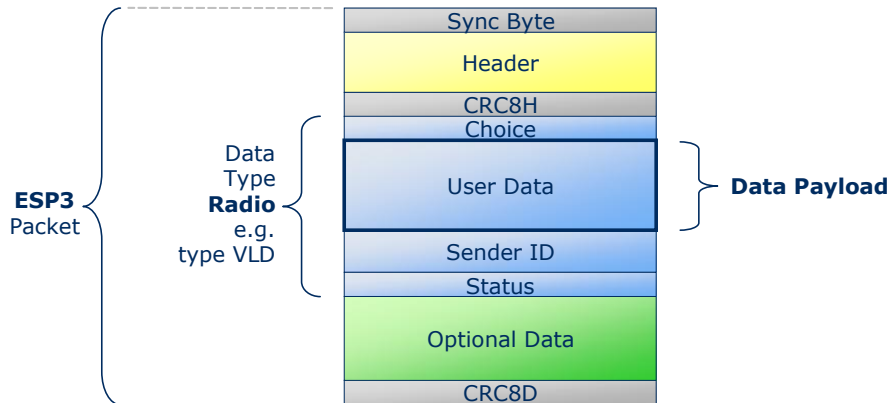 Sync Byte
Header
CRC8H
Choice
Data
Type
Radio
e.g.
type VLD
User Data
Data Payload
ESP3
Packet
Sender ID
Status
Optional Data
CRC8D